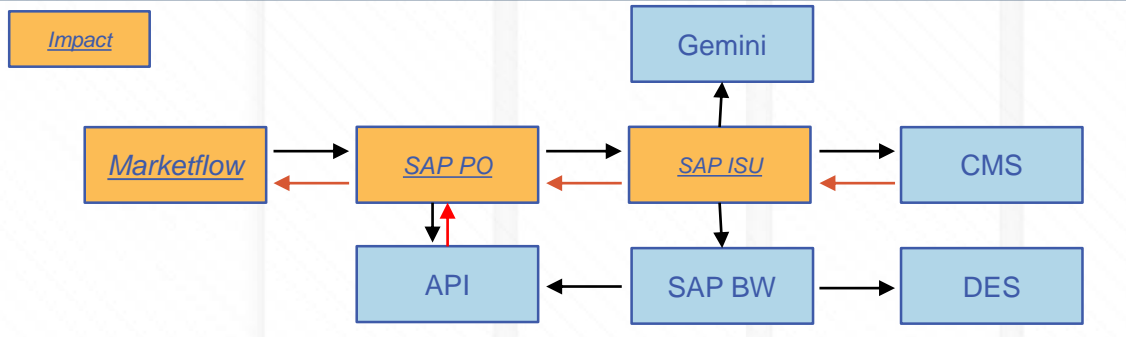 Impact
Gemini
Marketflow
SAP PO
SAP ISU
CMS
API
SAP BW
DES